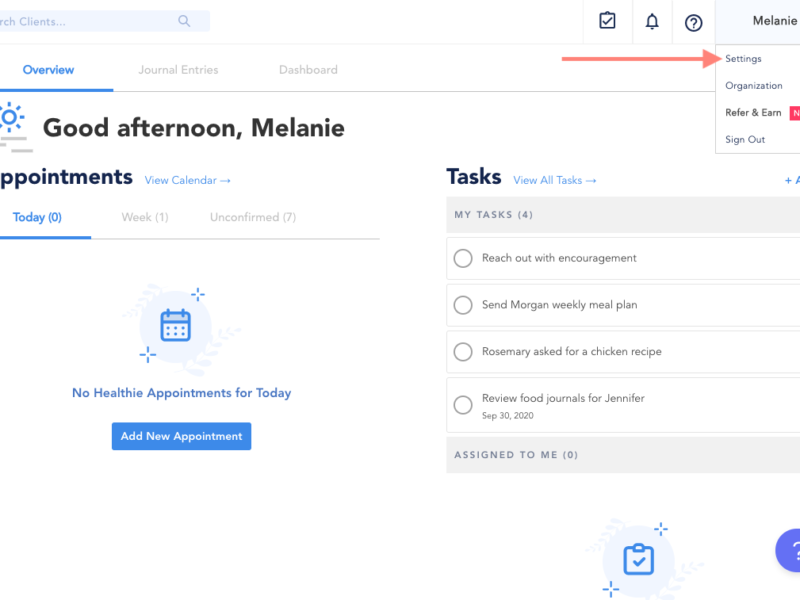 rch Clients...
Melanie
Overview
Journal Entries
Dashboard
Settings
Organization
Refer & Earn N
Sign Out
Good afternoon, Melanie
ppointments
View Calendar →
Today (0)
Week (1)
Unconfirmed (7)
No Healthie Appointments for Today
Add New Appointment
Tasks
View All Tasks →
+ A
MY TASKS (4)
Reach out with encouragement
Send Morgan weekly meal plan
Rosemary asked for a chicken recipe
Review food journals for Jennifer
Sep 30, 2020
ASSIGNED TO ME (0)
?